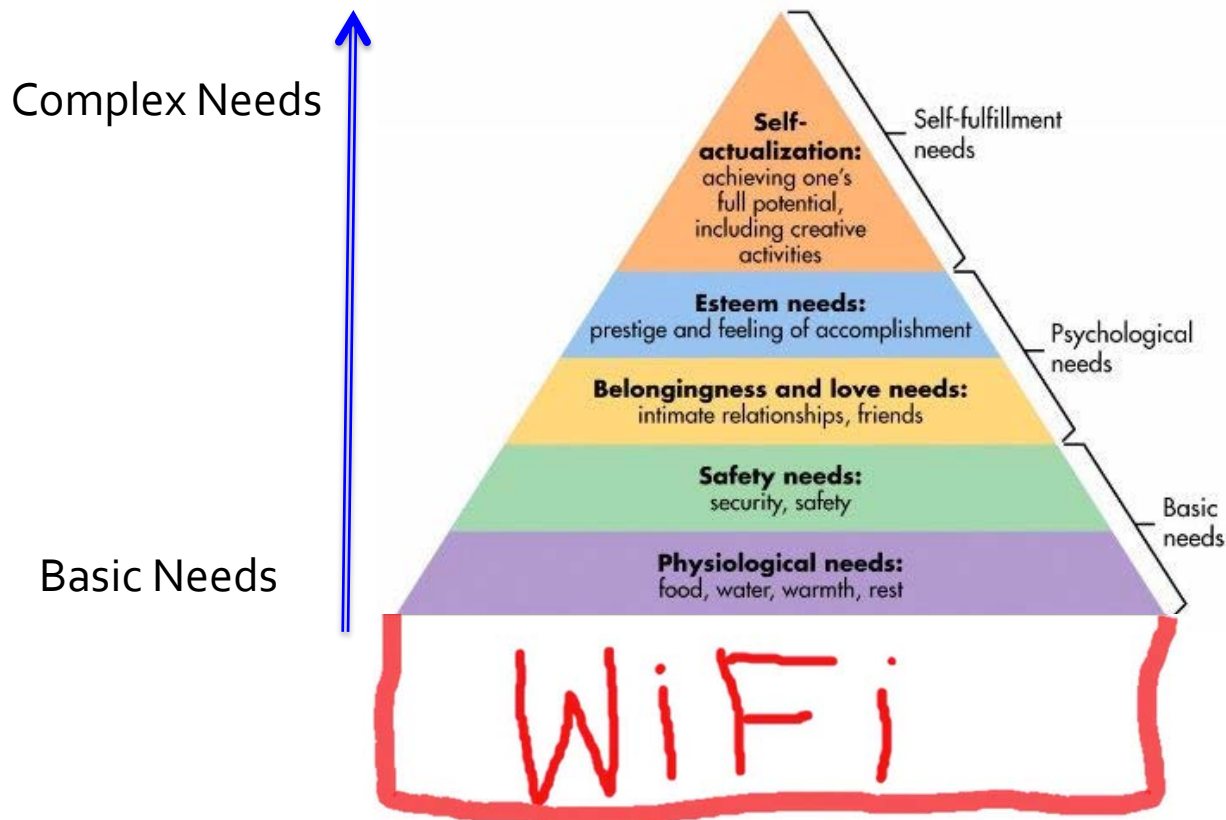 Complex Needs
Self-
actualization:
achieving one's
full potential,
including creative
activities
Self-fulfillment
needs
Esteem needs:
prestige and feeling of accomplishment
Psychological
needs
Belongingness and love needs:
intimate relationships, friends
Safety needs:
security, safety
Basic
needs
Basic Needs
Physiological needs:
food, water, warmth, rest
WiFi